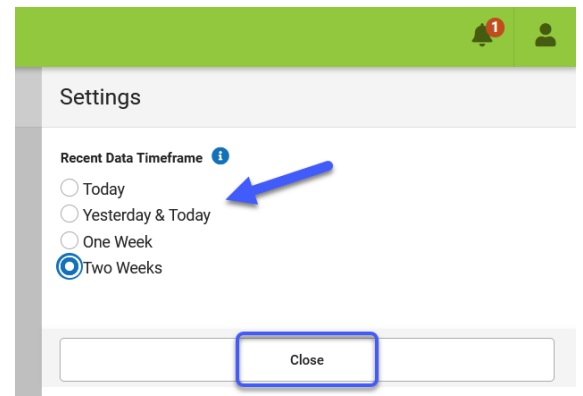 1
Settings
Recent Data Timeframe i
Today
Yesterday & Today
One Week
Two Weeks
Close